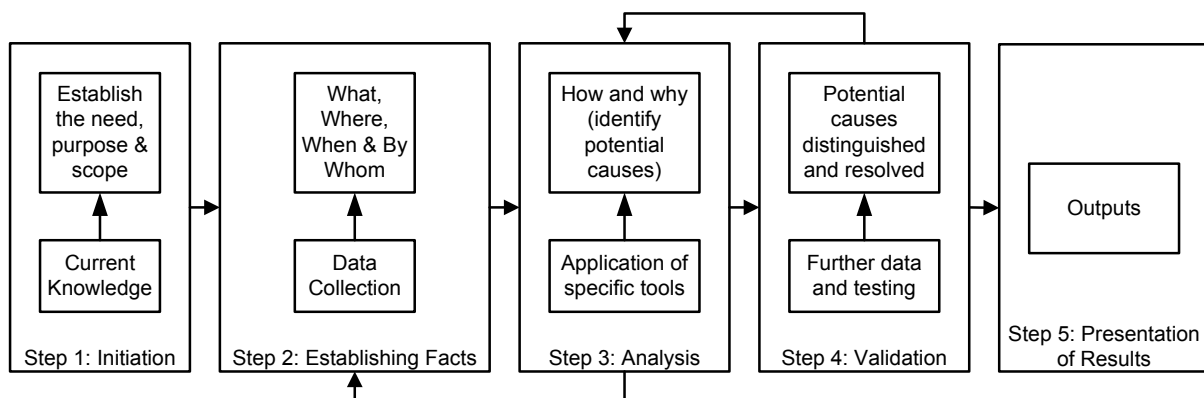 Establish
the need,
purpose &
scope
Current
Knowledge
Step 1: Initiation
What,
Where,
When & By
Whom
Data
Collection
Step 2: Establishing Facts
How and why
(identify
potential
causes)
Application of
specific tools
Step 3: Analysis
Potential
causes
distinguished
and resolved
Further data
and testing
Step 4: Validation
Outputs
Step 5: Presentation
of Results